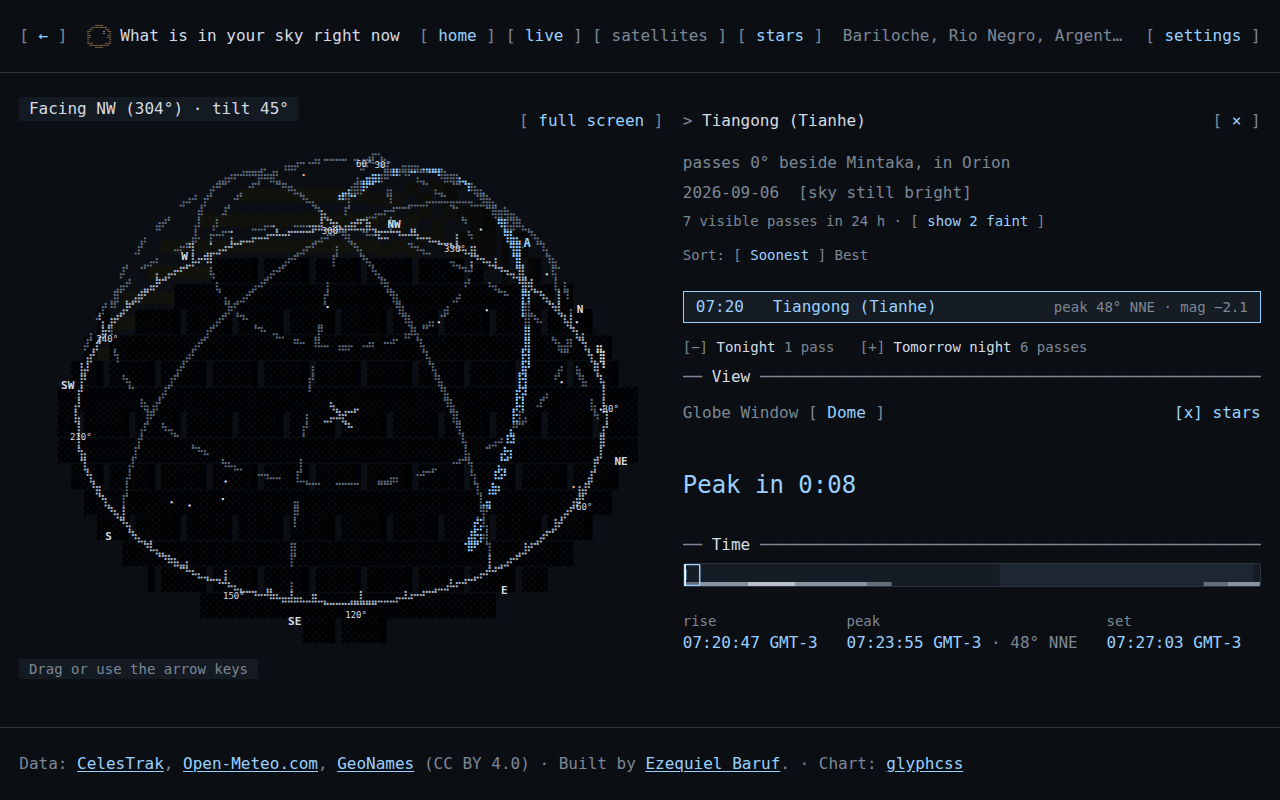 [ ← ] What is in your sky right now [ home ] [ live ] [ satellites ] [ stars ] Bariloche, Rio Negro, Argent… [ settings ]
Facing NW (304°) · tilt 45°
[ full screen ]
60° 30°
NW
300°
330°
A
W
N
240°
SW
30°
210°
NE
60°
S
E
150°
120°
SE
Drag or use the arrow keys
> Tiangong (Tianhe) [ × ]
passes 0° beside Mintaka, in Orion
2026-09-06 [sky still bright]
7 visible passes in 24 h · [ show 2 faint ]
Sort: [ Soonest ] Best
07:20 Tiangong (Tianhe) peak 48° NNE · mag −2.1
[−] Tonight 1 pass [+] Tomorrow night 6 passes
View
Globe Window [ Dome ] [x] stars
Peak in 0:08
Time
rise peak set
07:20:47 GMT-3 07:23:55 GMT-3 · 48° NNE 07:27:03 GMT-3
Data: CelesTrak, Open-Meteo.com, GeoNames (CC BY 4.0) · Built by Ezequiel Baruf. · Chart: glyphcss